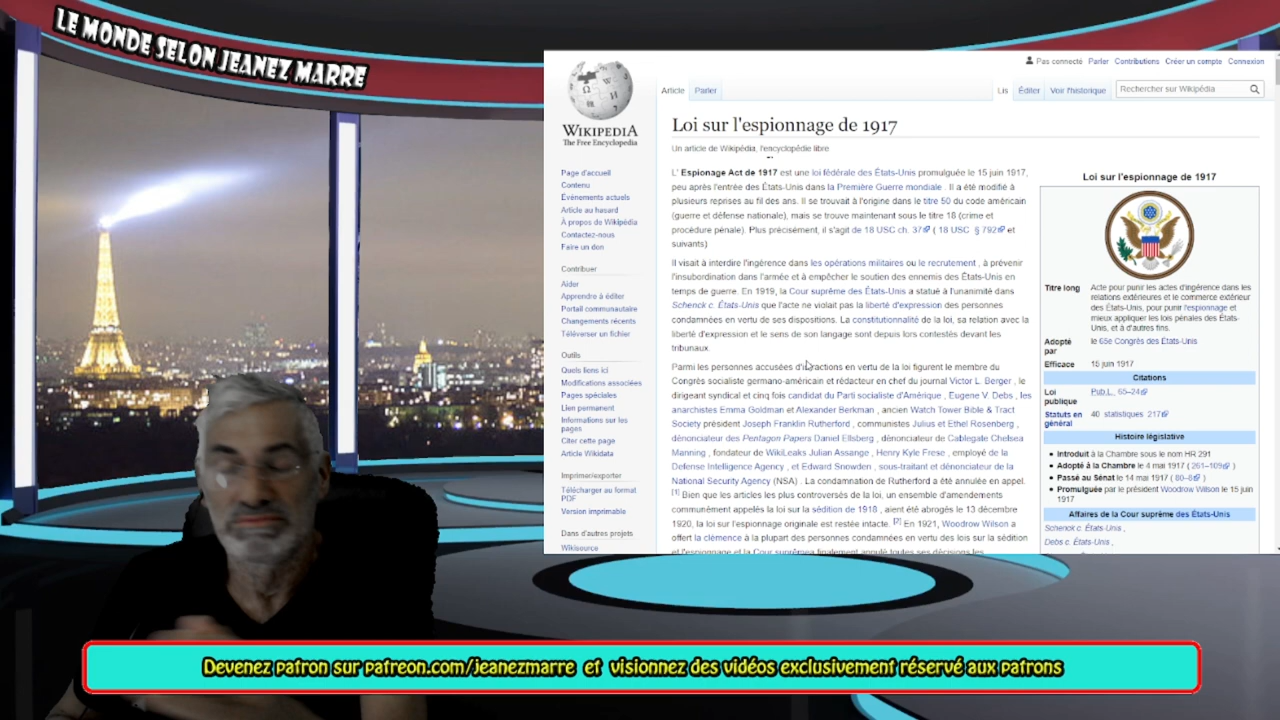 LE MONDE SELON JEANEZ MARRE
Pas connecté Parler Contributions Créer un compte Connexion
Article Parler
Lis Éditer Voir l'historique
Rechercher sur Wikipédia
WIKIPEDIA
The Free Encyclopedia
Page d'accueil
Contenu
Événements actuels
Article au hasard
À propos de Wikipédia
Contactez-nous
Faire un don
Contribuer
Aider
Apprendre à éditer
Portail communautaire
Changements récents
Téléverser un fichier
Outils
Quels liens ici
Modifications associées
Pages spéciales
Lien permanent
Informations sur les
pages
Citer cette page
Article Wikidata
Imprimer/exporter
Télécharger au format
PDF
Version imprimable
Dans d'autres projets
Wikisource
Loi sur l'espionnage de 1917
Un article de Wikipédia, l'encyclopédie libre
L' Espionage Act de 1917 est une loi fédérale des États-Unis promulguée le 15 juin 1917,
peu après l'entrée des États-Unis dans la Première Guerre mondiale . Il a été modifié à
plusieurs reprises au fil des ans. Il se trouvait à l'origine dans le titre 50 du code américain
(guerre et défense nationale), mais se trouve maintenant sous le titre 18 (crime et
procédure pénale). Plus précisément, il s'agit de 18 USC ch. 37 ( 18 USC § 792 et
suivants)
Il visait à interdire l'ingérence dans les opérations militaires ou le recrutement , à prévenir
l'insubordination dans l'armée et à empêcher le soutien des ennemis des États-Unis en
temps de guerre. En 1919, la Cour suprême des États-Unis a statué à l'unanimité dans
Schenck c. États-Unis que l'acte ne violait pas la liberté d'expression des personnes
condamnées en vertu de ses dispositions. La constitutionnalité de la loi, sa relation avec la
liberté d'expression et le sens de son langage sont depuis lors contestés devant les
tribunaux.
Parmi les personnes accusées d'infractions en vertu de la loi figurent le membre du
Congrès socialiste germano-américain et rédacteur en chef du journal Victor L. Berger , le
dirigeant syndical et cinq fois candidat du Parti socialiste d'Amérique , Eugene V. Debs , les
anarchistes Emma Goldman et Alexander Berkman , ancien Watch Tower Bible & Tract
Society président Joseph Franklin Rutherford , communistes Julius et Ethel Rosenberg ,
dénonciateur des Pentagon Papers Daniel Ellsberg , dénonciateur de Cablegate Chelsea
Manning , fondateur de WikiLeaks Julian Assange , Henry Kyle Frese , employé de la
Defense Intelligence Agency , et Edward Snowden , sous-traitant et dénonciateur de la
National Security Agency (NSA) . La condamnation de Rutherford a été annulée en appel.
[1] Bien que les articles les plus controversés de la loi, un ensemble d'amendements
communément appelés la loi sur la sédition de 1918 , aient été abrogés le 13 décembre
1920, la loi sur l'espionnage originale est restée intacte. [2] En 1921, Woodrow Wilson a
offert la clémence à la plupart des personnes condamnées en vertu des lois sur la sédition
et l'espionnage et la Cour suprêmea finalement annulé toutes ses décisions les
Loi sur l'espionnage de 1917
Titre long Acte pour punir les actes d'ingérence dans les
relations extérieures et le commerce extérieur
des États-Unis, pour punir l'espionnage et
mieux appliquer les lois pénales des États-
Unis, et à d'autres fins.
Adopté le 65e Congrès des États-Unis
par
Efficace 15 juin 1917
Citations
Loi Pub.L. 65–24
publique
Statuts en 40 statistiques 217
général
Histoire législative
Introduit à la Chambre sous le nom HR 291
Adopté à la Chambre le 4 mai 1917 ( 261–109 )
Passé au Sénat le 14 mai 1917 ( 80–8 )
Promulguée par le président Woodrow Wilson le 15 juin
1917
Affaires de la Cour suprême des États-Unis
Schenck c. États-Unis ,
Debs c. États-Unis ,
Devenez patron sur patreon.com/jeanezmarre et visionnez des vidéos exclusivement réservé aux patrons